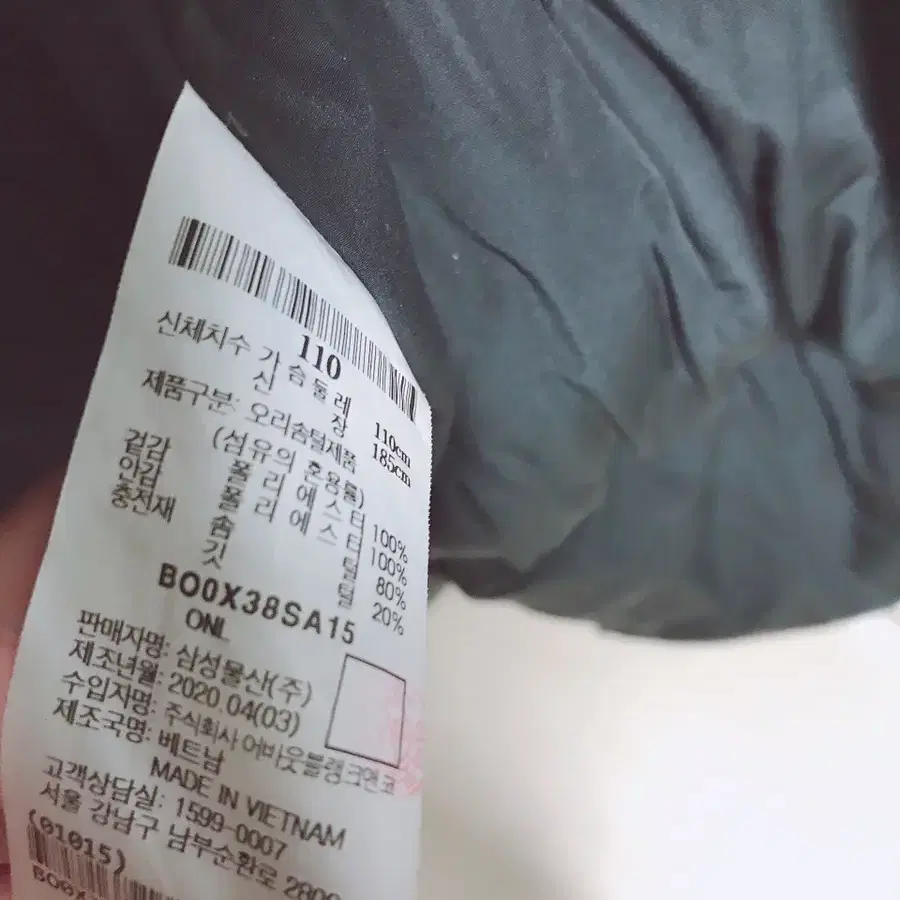 110
신체치수 가슴둘레 110cm
신장 185cm
제품구분: 오리솜털제품
(섬유의 혼용률)
겉감 폴리에스터 100%
안감 폴리에스터 100%
충전재 솜털 80%
깃털 20%
BO0X38SA15
ONL
판매자명: 삼성물산(주)
제조년월: 2020.04(03)
수입자명: 주식회사 어바웃블랭크앤코
제조국명: 베트남
MADE IN VIETNAM
고객상담실: 1599-0007
서울 강남구 남부순환로 2806
(01015)
BO0X